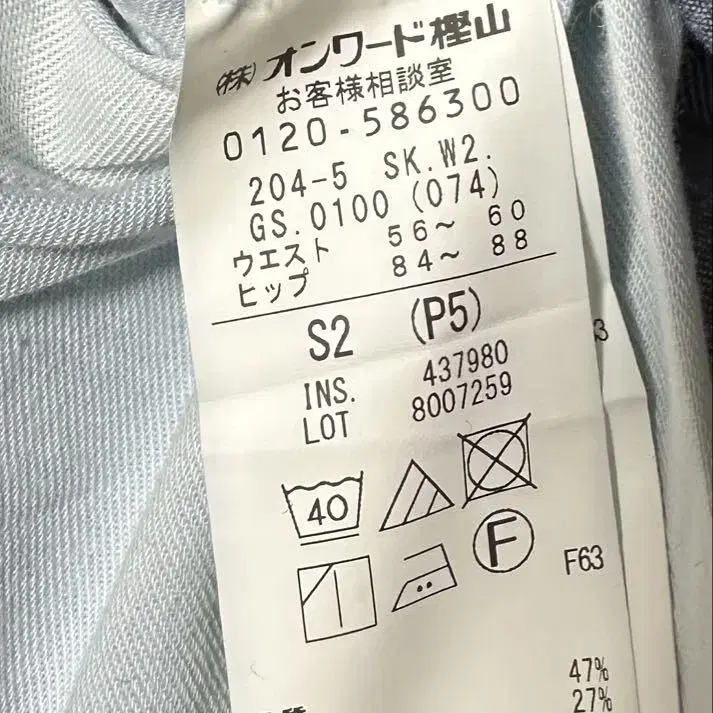 (株)オンワード樫山
お客様相談室
0120-586300
204-5 SK.W2.
GS.0100 (074)
ウエスト 56～ 60
ヒップ 84～ 88
S2 (P5)
3
INS. 437980
LOT 8007259
40
F
F63
47%
27%